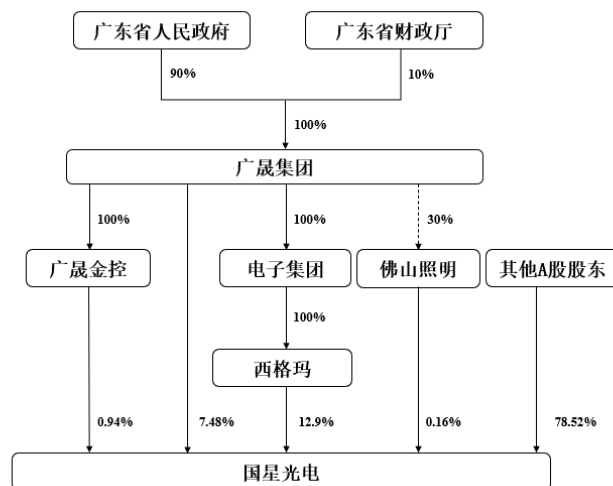 广东省人民政府
广东省财政厅
90%
10%
100%
广晟集团
100%
100%
30%
广晟金控
电子集团
佛山照明
其他A股股东
100%
西格玛
0.94%
7.48%
12.9%
0.16%
78.52%
国星光电